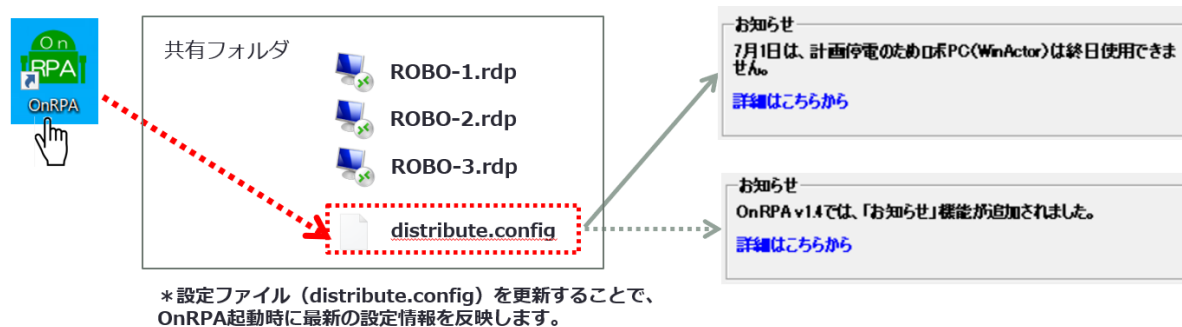 On
RPA
OnRPA
共有フォルダ
ROBO-1.rdp
ROBO-2.rdp
ROBO-3.rdp
distribute.config
＊設定ファイル（distribute.config）を更新することで、
OnRPA起動時に最新の設定情報を反映します。
お知らせ
7月1日は、計画停電のためロボPC(WinActor)は終日使用できま
せん。
詳細はこちらから
お知らせ
OnRPA v1.4では、「お知らせ」機能が追加されました。
詳細はこちらから